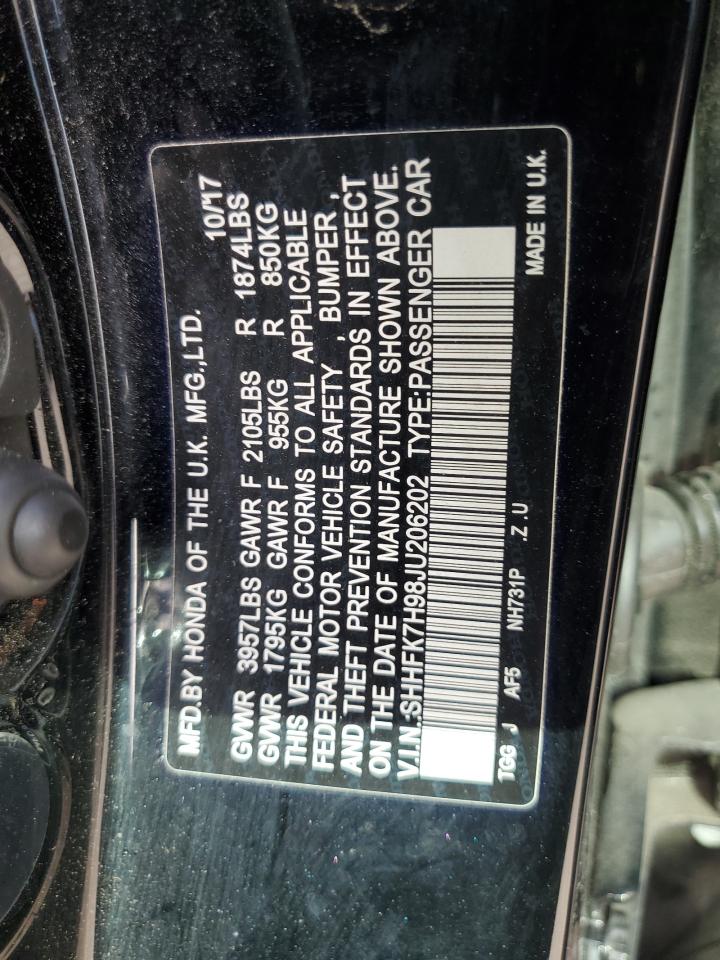 MFD.BY HONDA OF THE U.K. MFG.,LTD. 10/17
GVWR 3957LBS GAWR F 2105LBS R 1874LBS
GVWR 1795KG GAWR F 955KG R 850KG
THIS VEHICLE CONFORMS TO ALL APPLICABLE
FEDERAL MOTOR VEHICLE SAFETY , BUMPER ,
AND THEFT PREVENTION STANDARDS IN EFFECT
ON THE DATE OF MANUFACTURE SHOWN ABOVE.
V.I.N.:SHHFK7H98JU206202 TYPE:PASSENGER CAR
TGG J AF5 NH731P .Z .U MADE IN U.K.